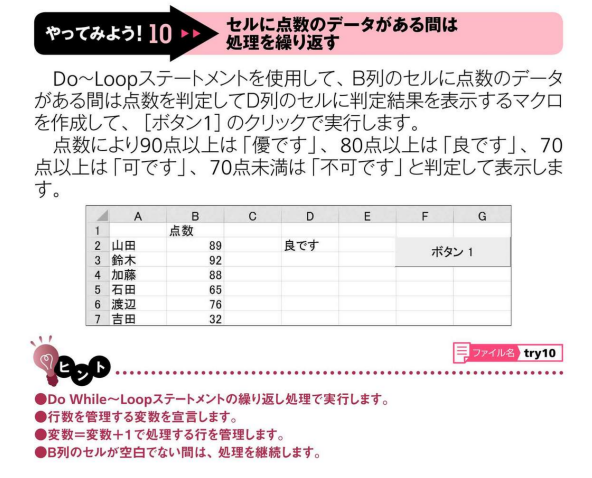 やってみよう! 10 セルに点数のデータがある間は
処理を繰り返す
Do～Loopステートメントを使用して、B列のセルに点数のデータ
がある間は点数を判定してD列のセルに判定結果を表示するマクロ
を作成して、[ボタン1]のクリックで実行します。
点数により90点以上は「優です」、80点以上は「良です」、70
点以上は「可です」、70点未満は「不可です」と判定して表示しま
す。
A B C D E F G
1 点数
2 山田 89 良です
ボタン 1
3 鈴木 92
4 加藤 88
5 石田 65
6 渡辺 76
7 吉田 32
ファイル名 try10
ヒント
●Do While～Loopステートメントの繰り返し処理で実行します。
●行数を管理する変数を宣言します。
●変数＝変数＋1で処理する行を管理します。
●B列のセルが空白でない間は、処理を継続します。